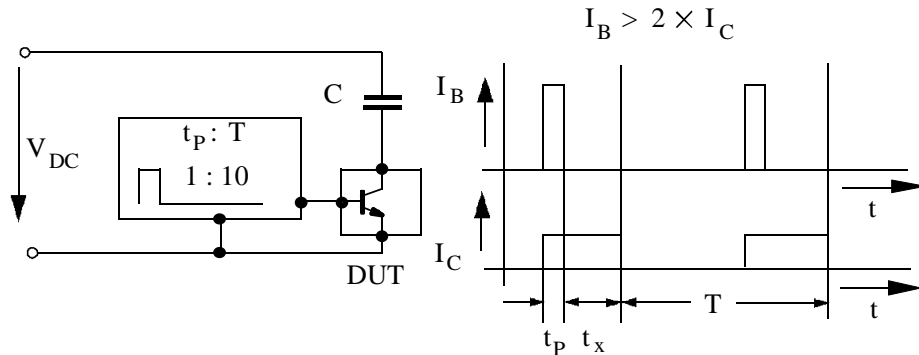 I_B > 2 × I_C
C
V_DC
t_P : T
1 : 10
DUT
I_B
t
I_C
t
T
t_P t_x